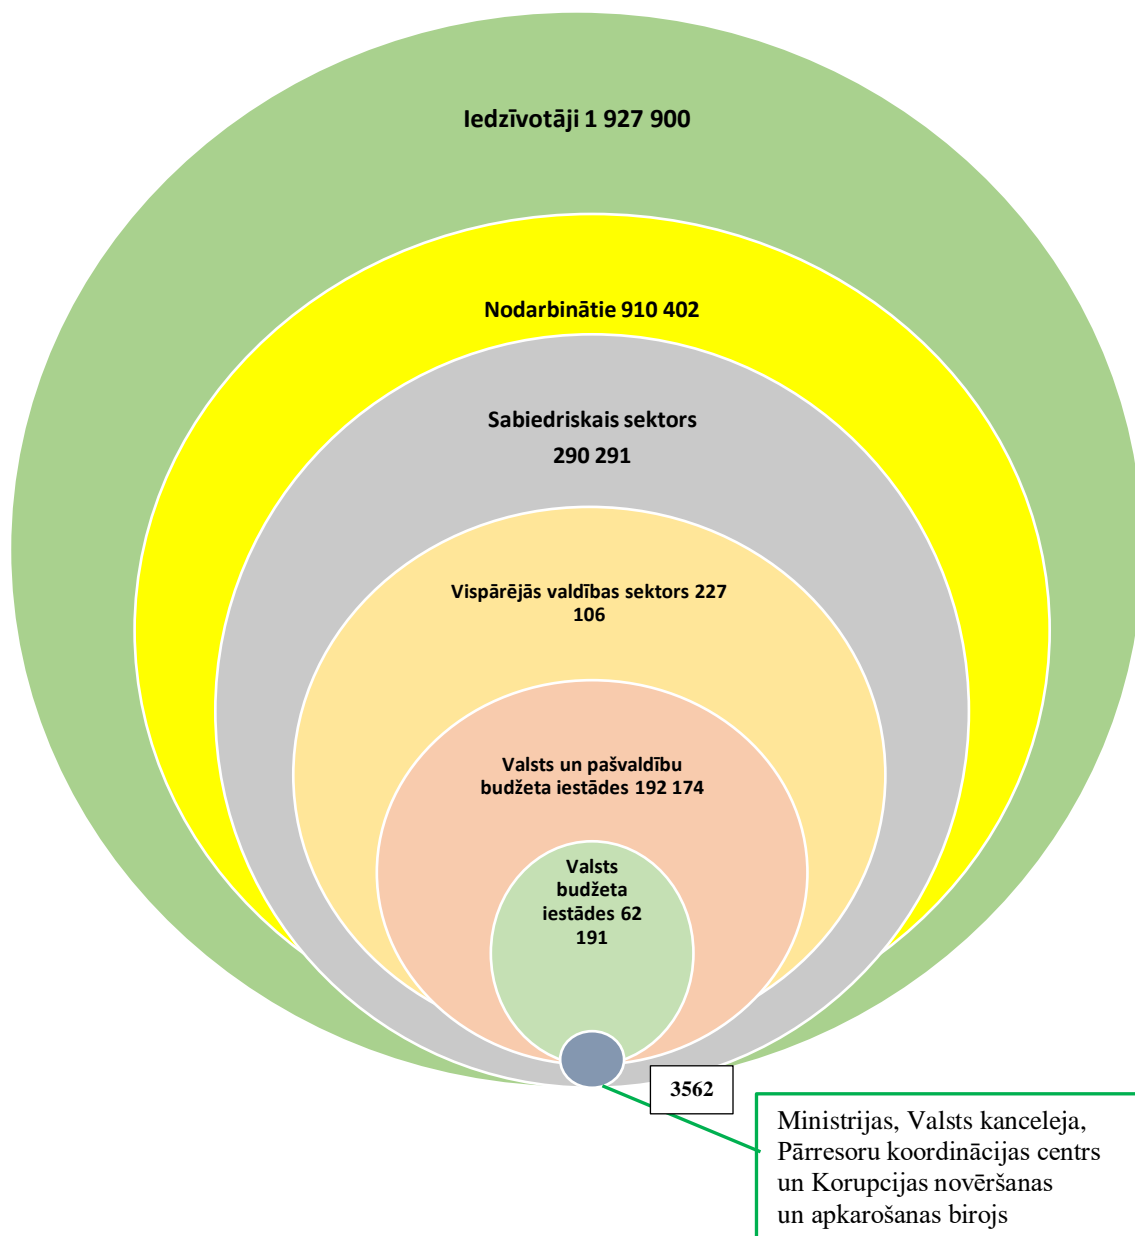 Iedzīvotāji 1 927 900
Nodarbinātie 910 402
Sabiedriskais sektors
290 291
Vispārējās valdības sektors 227
106
Valsts un pašvaldību
budžeta iestādes 192 174
Valsts
budžeta
iestādes 62
191
3562
Ministrijas, Valsts kanceleja,
Pārresoru koordinācijas centrs
un Korupcijas novēršanas
un apkarošanas birojs